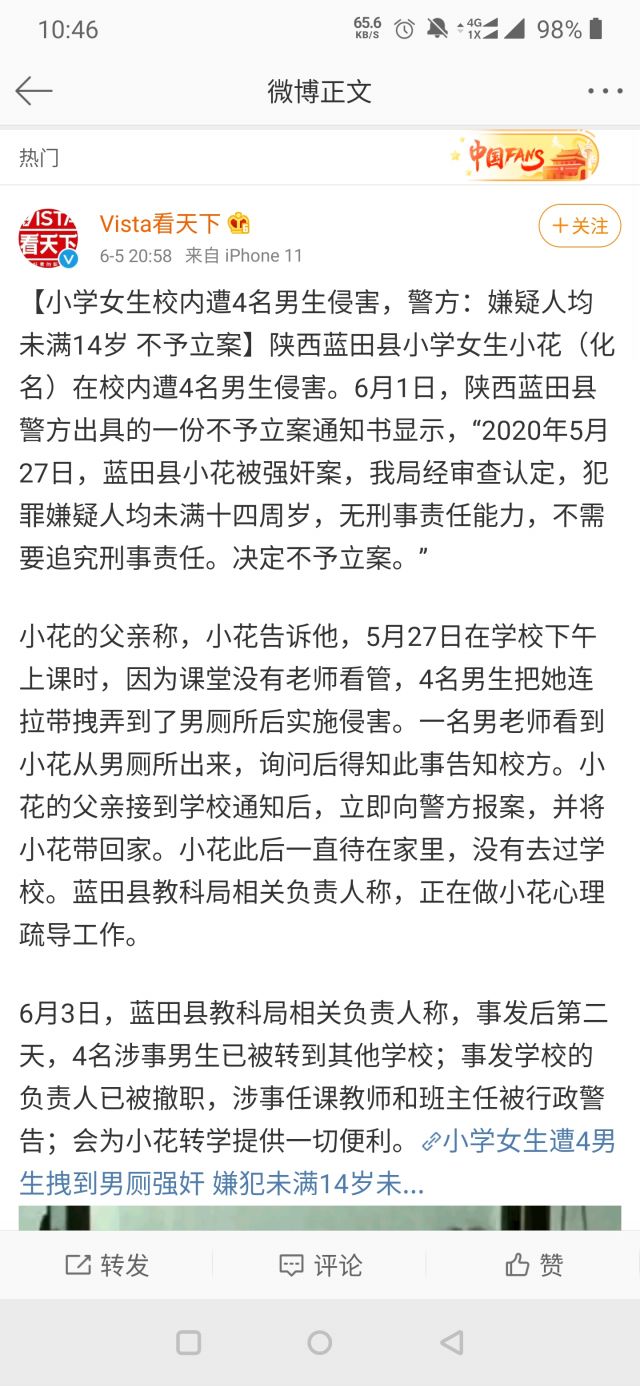 10:46
65.6
KB/S
4G
1X
98%
微博正文
热门
中国FANS
VISTA
看天下
Vista看天下
+关注
6-5 20:58 来自 iPhone 11
【小学女生校内遭4名男生侵害，警方：嫌疑人均
未满14岁 不予立案】陕西蓝田县小学女生小花（化
名）在校内遭4名男生侵害。6月1日，陕西蓝田县
警方出具的一份不予立案通知书显示，“2020年5月
27日，蓝田县小花被强奸案，我局经审查认定，犯
罪嫌疑人均未满十四周岁，无刑事责任能力，不需
要追究刑事责任。决定不予立案。”
小花的父亲称，小花告诉他，5月27日在学校下午
上课时，因为课堂没有老师看管，4名男生把她连
拉带拽弄到了男厕所后实施侵害。一名男老师看到
小花从男厕所出来，询问后得知此事告知校方。小
花的父亲接到学校通知后，立即向警方报案，并将
小花带回家。小花此后一直待在家里，没有去过学
校。蓝田县教科局相关负责人称，正在做小花心理
疏导工作。
6月3日，蓝田县教科局相关负责人称，事发后第二
天，4名涉事男生已被转到其他学校；事发学校的
负责人已被撤职，涉事任课教师和班主任被行政警
告；会为小花转学提供一切便利。小学女生遭4男
生拽到男厕强奸 嫌犯未满14岁未...
转发
评论
赞